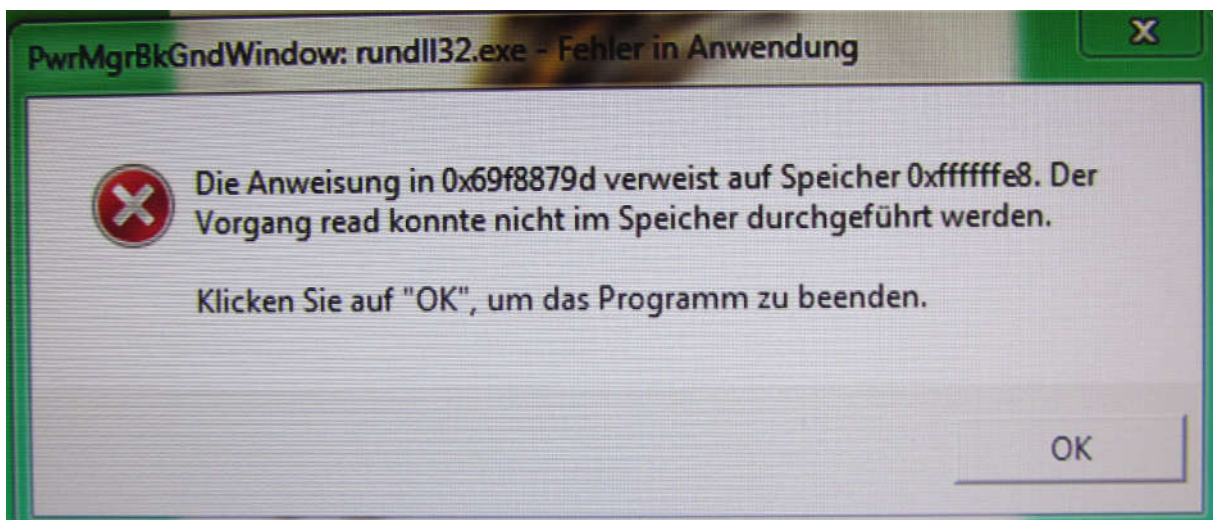 PwrMgrBkGndWindow: rundll32.exe - Fehler in Anwendung
X
Die Anweisung in 0x69f8879d verweist auf Speicher 0xffffffe8. Der
Vorgang read konnte nicht im Speicher durchgeführt werden.
Klicken Sie auf "OK", um das Programm zu beenden.
OK